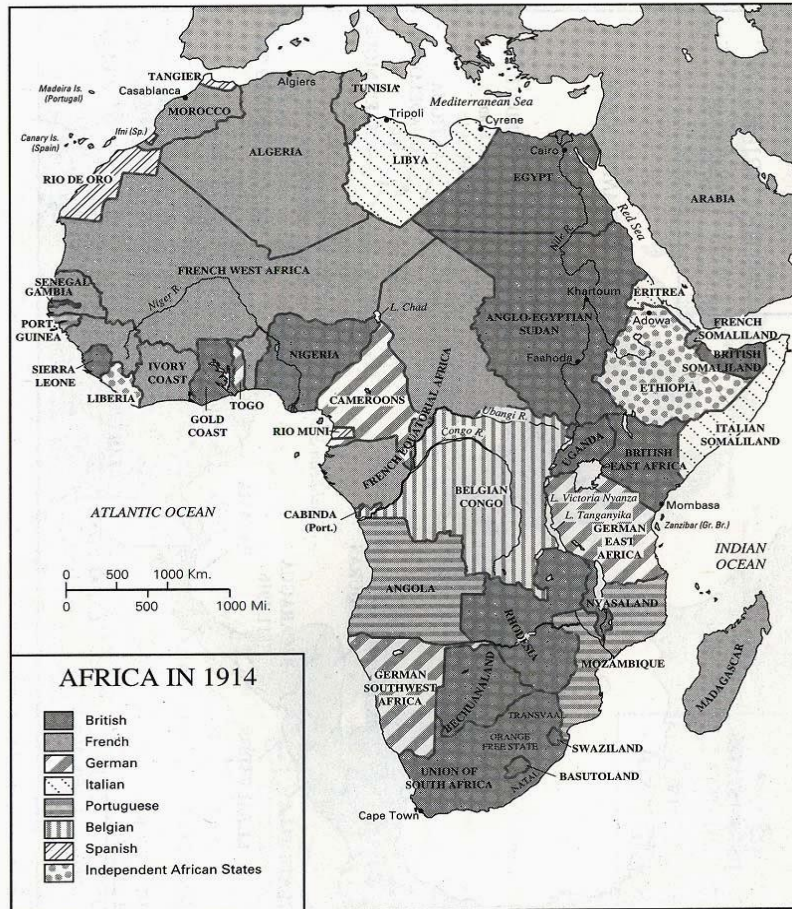 TANGIER
Algiers
TUNISIA
Madeira Is.
(Portugal)
Casablanca
Mediterranean Sea
MOROCCO
Tripoli
Cyrene
Canary Is.
(Spain)
Ifni (Sp.)
ALGERIA
LIBYA
Cairo
EGYPT
RIO DE ORO
ARABIA
Red Sea
Nile R.
FRENCH WEST AFRICA
SENEGAL
GAMBIA
Niger R.
Khartoum
ERITREA
L. Chad
ANGLO-EGYPTIAN
SUDAN
Adowa
FRENCH
SOMALILAND
PORT.
GUINEA
NIGERIA
BRITISH
SOMALILAND
SIERRA
LEONE
IVORY
COAST
Fashoda
LIBERIA
TOGO
ETHIOPIA
GOLD
COAST
CAMEROONS
FRENCH EQUATORIAL AFRICA
Ubangi R.
ITALIAN
SOMALILAND
RIO MUNI
Congo R.
UGANDA
BRITISH
EAST AFRICA
ATLANTIC OCEAN
BELGIAN
CONGO
L. Victoria Nyanza
Mombasa
CABINDA
(Port.)
L. Tanganyika
Zanzibar (Gr. Br.)
GERMAN
EAST
AFRICA
INDIAN
OCEAN
0 500 1000 Km.
0 500 1000 Mi.
ANGOLA
NYASALAND
RHODESIA
MOZAMBIQUE
MADAGASCAR
GERMAN
SOUTHWEST
AFRICA
BECHUANALAND
TRANSVAAL
ORANGE
FREE STATE
SWAZILAND
UNION OF
SOUTH AFRICA
NATAL
BASUTOLAND
Cape Town
AFRICA IN 1914
British
French
German
Italian
Portuguese
Belgian
Spanish
Independent African States